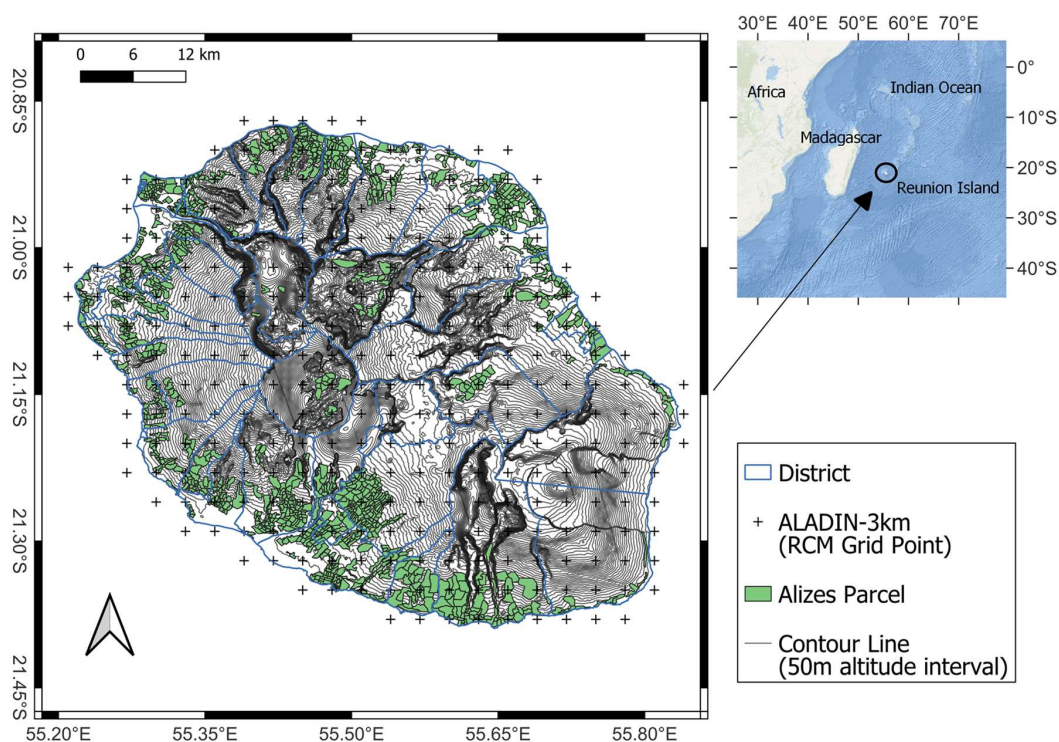 0 6 12 km
20.85°S
21.00°S
21.15°S
21.30°S
21.45°S
55.20°E 55.35°E 55.50°E 55.65°E 55.80°E
30°E 40°E 50°E 60°E 70°E
0°
10°S
20°S
30°S
40°S
Africa
Indian Ocean
Madagascar
Reunion Island
District
ALADIN-3km
(RCM Grid Point)
Alizes Parcel
Contour Line
(50m altitude interval)